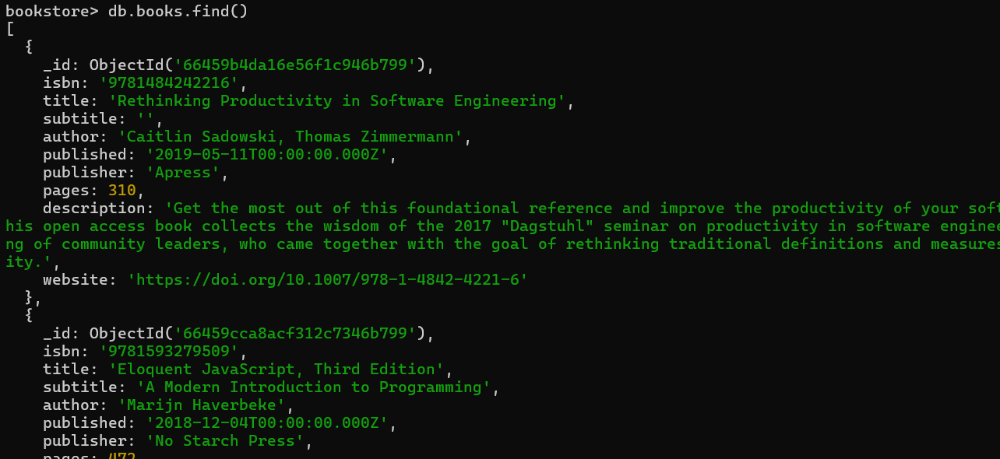 bookstore> db.books.find()
[
  {
    _id: ObjectId('66459b4da16e56f1c946b799'),
    isbn: '9781484242216',
    title: 'Rethinking Productivity in Software Engineering',
    subtitle: '',
    author: 'Caitlin Sadowski, Thomas Zimmermann',
    published: '2019-05-11T00:00:00.000Z',
    publisher: 'Apress',
    pages: 310,
    description: 'Get the most out of this foundational reference and improve the productivity of your soft
his open access book collects the wisdom of the 2017 "Dagstuhl" seminar on productivity in software enginee
ng of community leaders, who came together with the goal of rethinking traditional definitions and measures
ity.',
    website: 'https://doi.org/10.1007/978-1-4842-4221-6'
  },
  {
    _id: ObjectId('66459cca8acf312c7346b799'),
    isbn: '9781593279509',
    title: 'Eloquent JavaScript, Third Edition',
    subtitle: 'A Modern Introduction to Programming',
    author: 'Marijn Haverbeke',
    published: '2018-12-04T00:00:00.000Z',
    publisher: 'No Starch Press',
    pages: 472